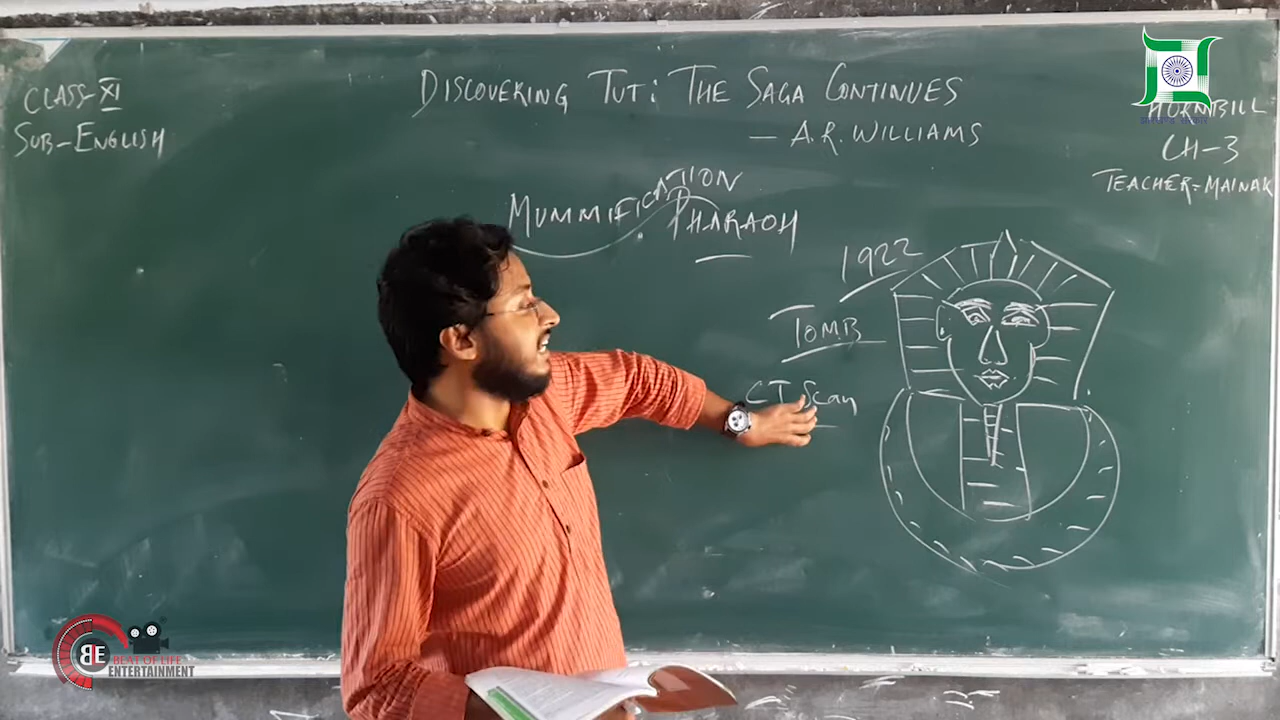 CLASS-XI
SUB-ENGLISH
DISCOVERING TUT: THE SAGA CONTINUES
- A.R. WILLIAMS
HORNBILL
CH-3
TEACHER-MAINAK
MUMMIFICATION
PHARAOH
1922
TOMB
CT Scan
BLE
BEAT OF LIFE
ENTERTAINMENT